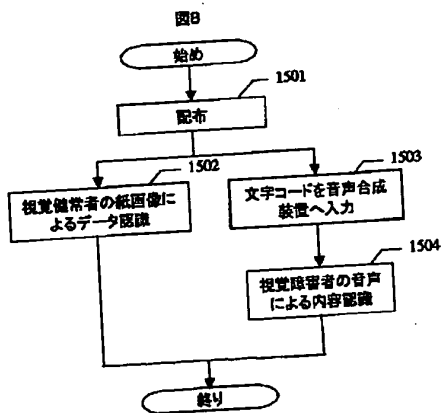 図8
始め
1501
配布
1502
視覚健常者の紙画像に
よるデータ認識
1503
文字コードを音声合成
装置へ入力
1504
視覚障害者の音声
による内容認識
終り